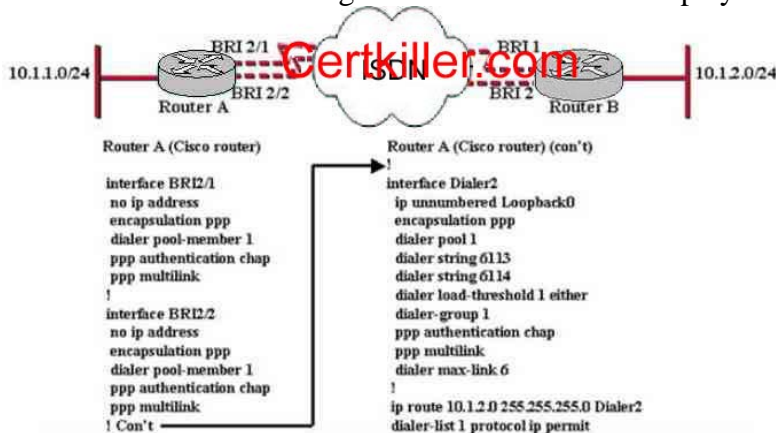 BRI 2/1
Certkiller.com
BRI 1
10.1.1.0/24
ISDN
10.1.2.0/24
BRI 2/2
BRI 2
Router A
Router B
Router A (Cisco router)
interface BRI2/1
no ip address
encapsulation ppp
dialer pool-member 1
ppp authentication chap
ppp multilink
!
interface BRI2/2
no ip address
encapsulation ppp
dialer pool-member 1
ppp authentication chap
ppp multilink
! Con't
Router A (Cisco router) (con't)
!
interface Dialer2
ip unnumbered Loopback0
encapsulation ppp
dialer pool 1
dialer string 6113
dialer string 6114
dialer load-threshold 1 either
dialer-group 1
ppp authentication chap
ppp multilink
dialer max-link 6
!
ip route 10.1.2.0 255.255.255.0 Dialer2
dialer-list 1 protocol ip permit